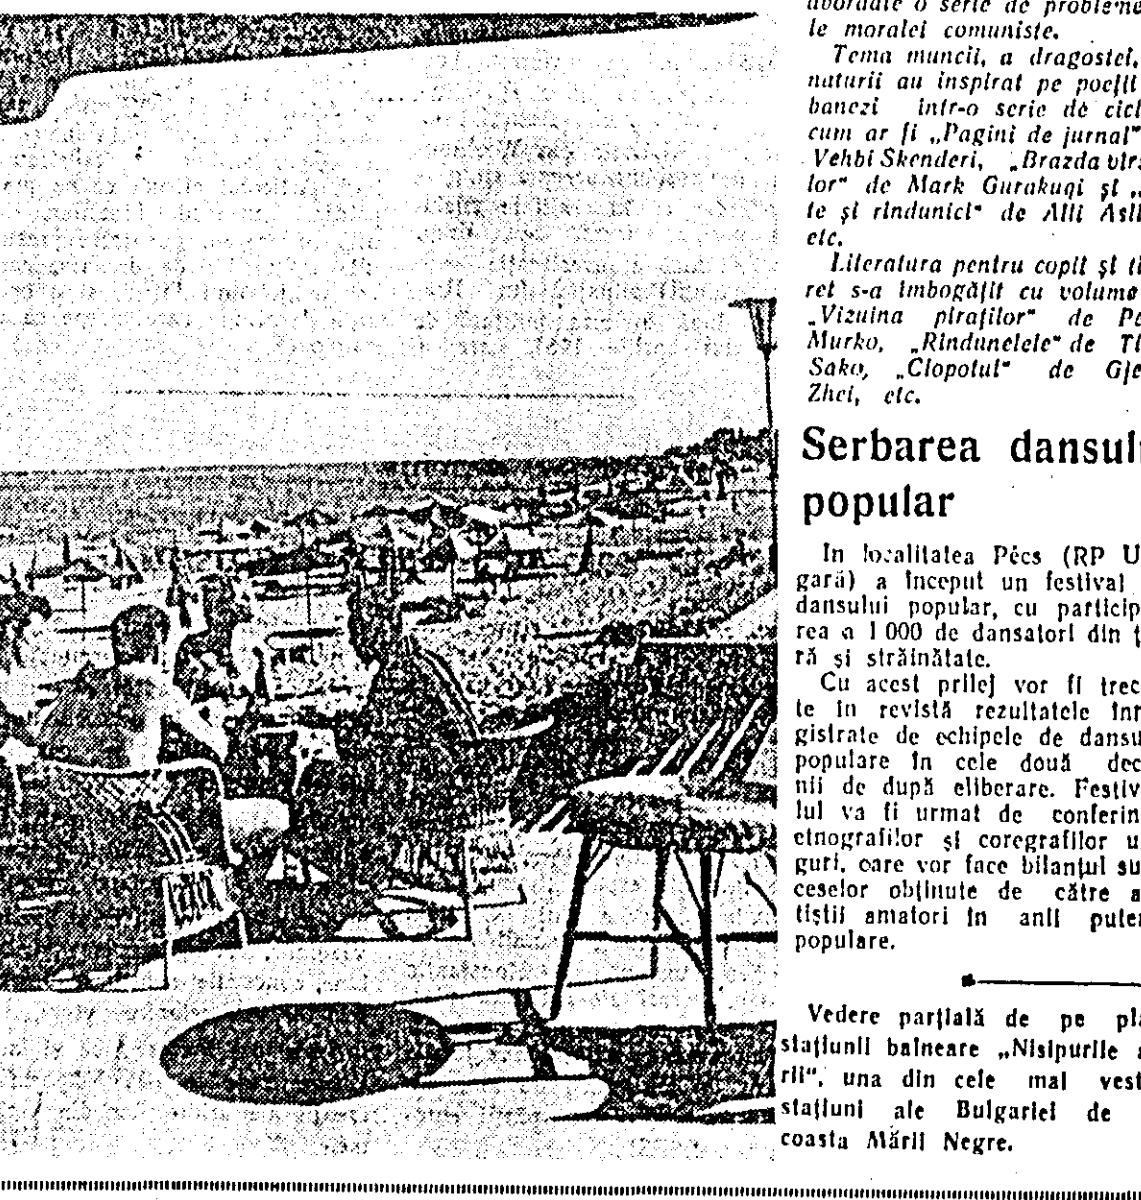 abordate o serie de probleme
le moralei comuniste.
Tema muncii, a dragostei,
naturii au inspirat pe poeții
banezi într-o serie de cicl
cum ar fi „Pagini de jurnal"
Vehbi Skenderi, „Brazda
lor" de Mark Gurakuqi și
te și rîndunici" de Alli
etc.
Literatura pentru copii și ti
ret s-a îmbogățit cu volume
„Vizuina piraților" de
Murko, „Rîndunelele" de
Sako, „Clopotul" de Gje
Zhei, etc.
Serbarea dansul
popular
In localitatea Pécs (RP U
gară) a început un festival
dansului popular, cu particip
rea a 1 000 de dansatori din ț
ră și străinătate.
Cu acest prilej vor fi trec
te în revistă rezultatele înr
gistrate de echipele de dansu
populare în cele două dec
nii de după eliberare. Festiv
lul va fi urmat de conferin
etnografilor și coregrafilor u
guri, care vor face bilanțul su
ceselor obținute de către a
tiștii amatori în anii pute
populare.
Vedere parțială de pe pla
stațiunii balneare „Nisipurile a
rii", una din cele mai vest
stațiuni ale Bulgariei de
coasta Mării Negre.